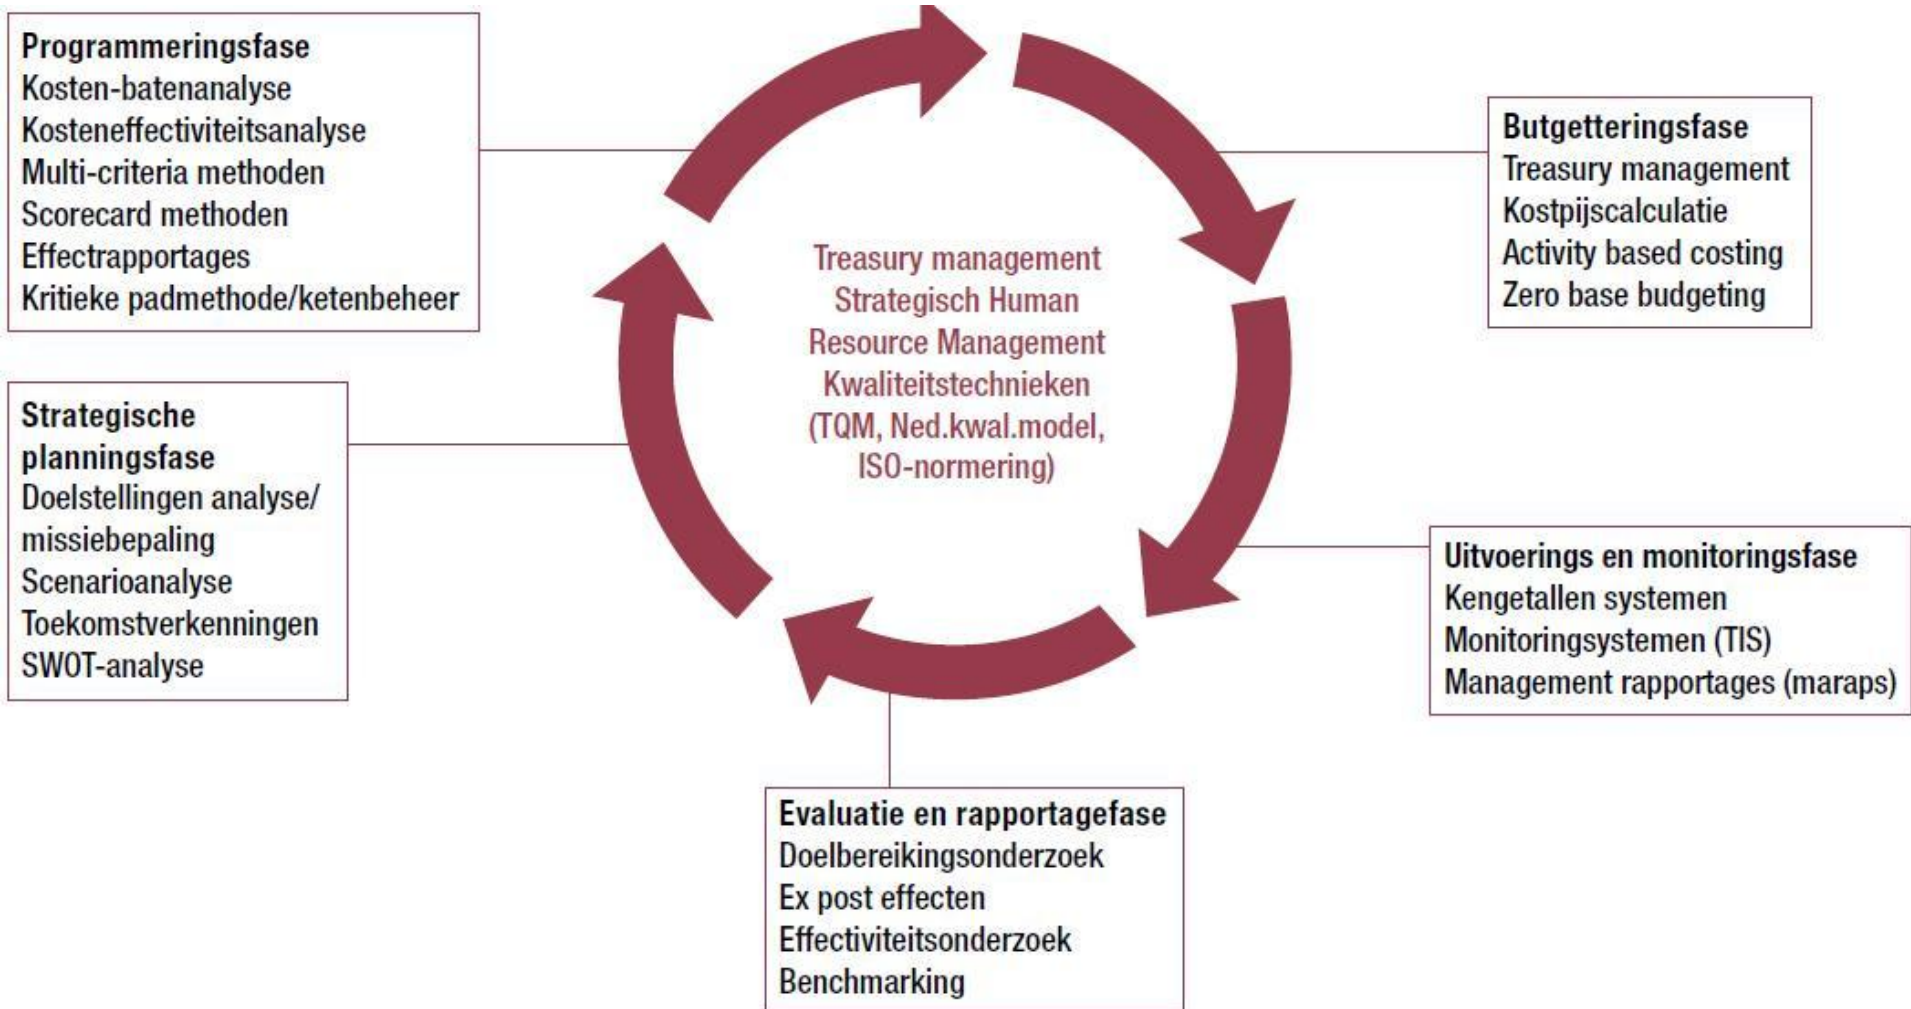 Programmeringsfase
Kosten-batenanalyse
Kosteneffectiviteitsanalyse
Multi-criteria methoden
Scorecard methoden
Effectrapportages
Kritieke padmethode/ketenbeheer
Butgetteringsfase
Treasury management
Kostpijscalculatie
Activity based costing
Zero base budgeting
Treasury management
Strategisch Human
Resource Management
Kwaliteitstechnieken
(TQM, Ned.kwal.model,
ISO-normering)
Strategische
planningsfase
Doelstellingen analyse/
missiebepaling
Scenarioanalyse
Toekomstverkenningen
SWOT-analyse
Uitvoerings en monitoringsfase
Kengetallen systemen
Monitoringsystemen (TIS)
Management rapportages (maraps)
Evaluatie en rapportagefase
Doelbereikingsonderzoek
Ex post effecten
Effectiviteitsonderzoek
Benchmarking